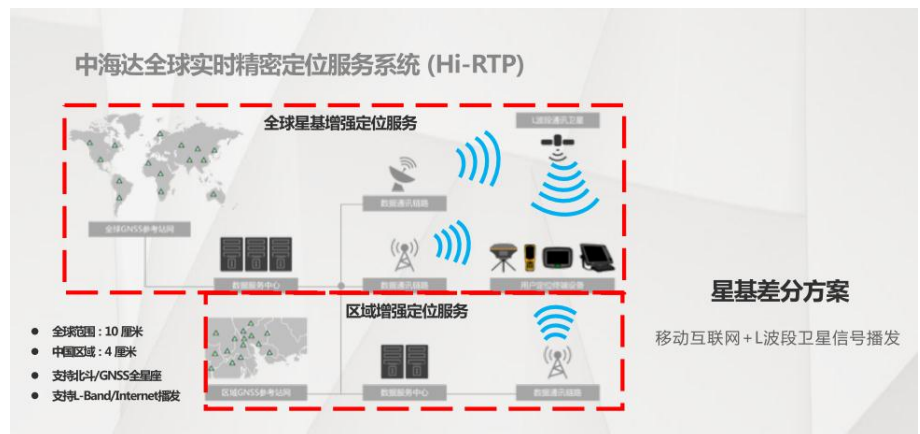 中海达全球实时精密定位服务系统 (Hi-RTP)
全球星基增强定位服务
L波段通讯卫星
数据通讯链路
全球GNSS参考站网
数据服务中心
数据通讯链路
用户定位终端设备
区域增强定位服务
区域GNSS参考站网
数据服务中心
数据通讯链路
全球范围：10 厘米
中国区域：4 厘米
支持北斗/GNSS全星座
支持L-Band/Internet播发
星基差分方案
移动互联网+L波段卫星信号播发